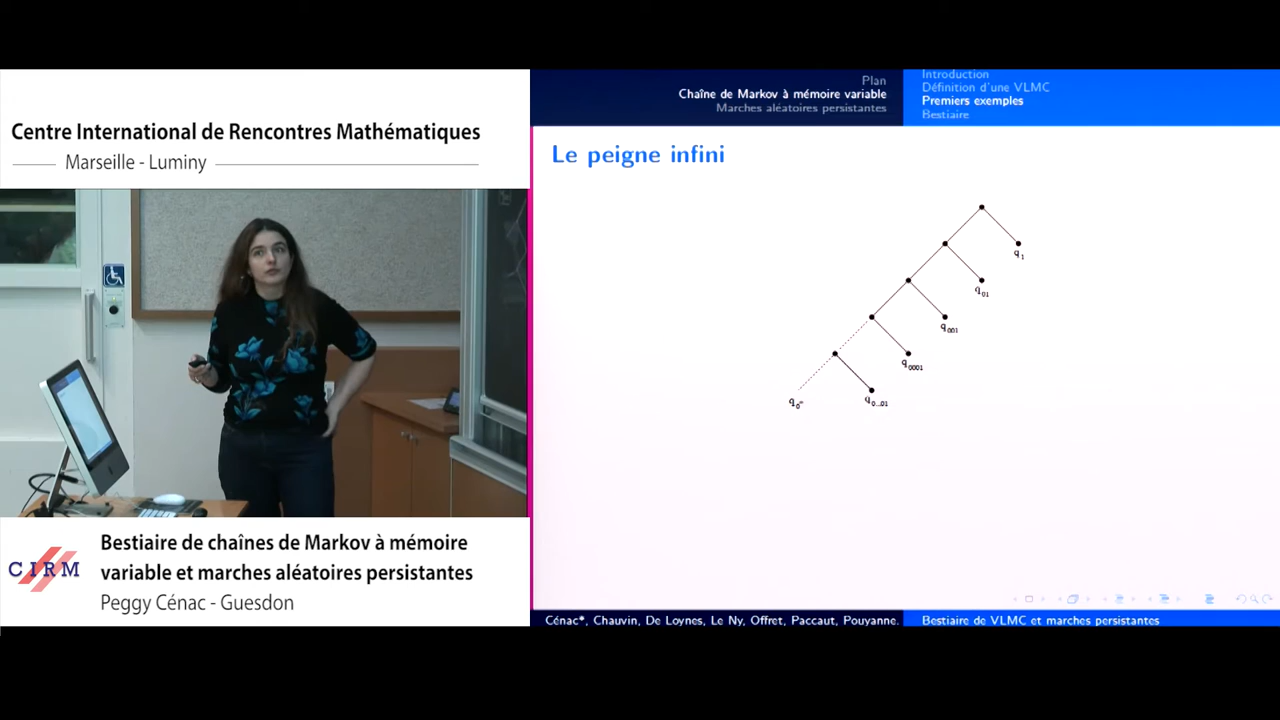 Centre International de Rencontres Mathématiques
Marseille - Luminy
CIRM
Bestiaire de chaînes de Markov à mémoire
variable et marches aléatoires persistantes
Peggy Cénac - Guesdon
Plan
Chaîne de Markov à mémoire variable
Marches aléatoires persistantes
Introduction
Définition d'une VLMC
Premiers exemples
Bestiaire
Le peigne infini
q1
q01
q001
q0001
q0...01
q0∞
Cénac*, Chauvin, De Loynes, Le Ny, Offret, Paccaut, Pouyanne.
Bestiaire de VLMC et marches persistantes